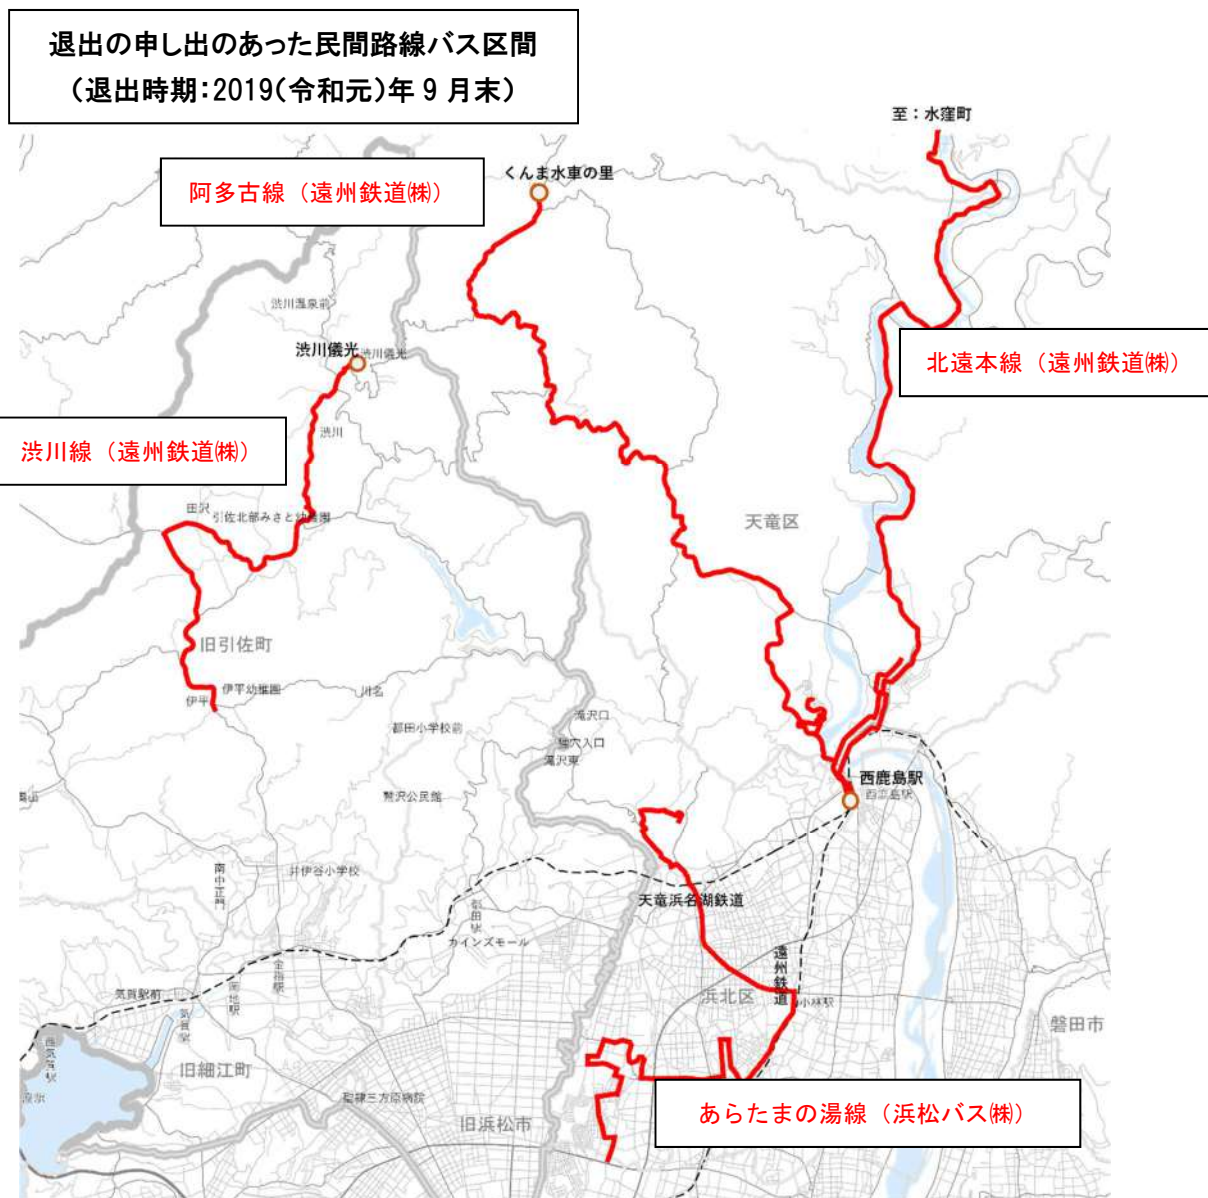 退出の申し出のあった民間路線バス区間
（退出時期：2019（令和元）年 9 月末）
至：水窪町
くんま水車の里
阿多古線（遠州鉄道㈱）
渋川温泉前
渋川儀光
渋川儀光
北遠本線（遠州鉄道㈱）
渋川
渋川線（遠州鉄道㈱）
田沢
引佐北部みさと幼稚園
天竜区
旧引佐町
伊平幼稚園
伊平
川名
滝沢口
都田小学校前
滝沢東
西鹿島駅
西鹿島駅
鷲沢公民館
井伊谷小学校
南中正門
天竜浜名湖鉄道
カインズモール
遠州鉄道
金指駅
気賀駅前
気賀駅
浜北区
小林駅
磐田市
西気賀駅
旧細江町
聖隷三方原病院
旧浜松市
あらたまの湯線（浜松バス㈱）